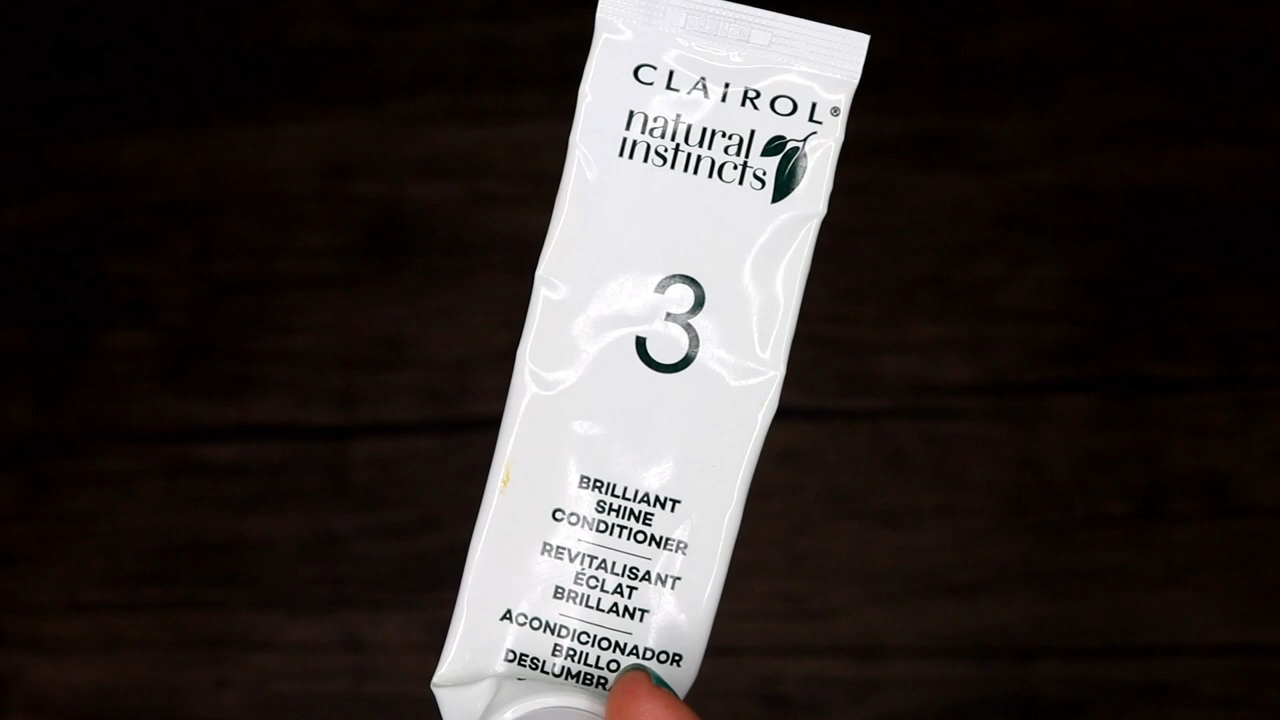 CLAIROL®
natural
instincts
3
BRILLIANT
SHINE
CONDITIONER
REVITALISANT
ÉCLAT
BRILLANT
ACONDICIONADOR
BRILLO